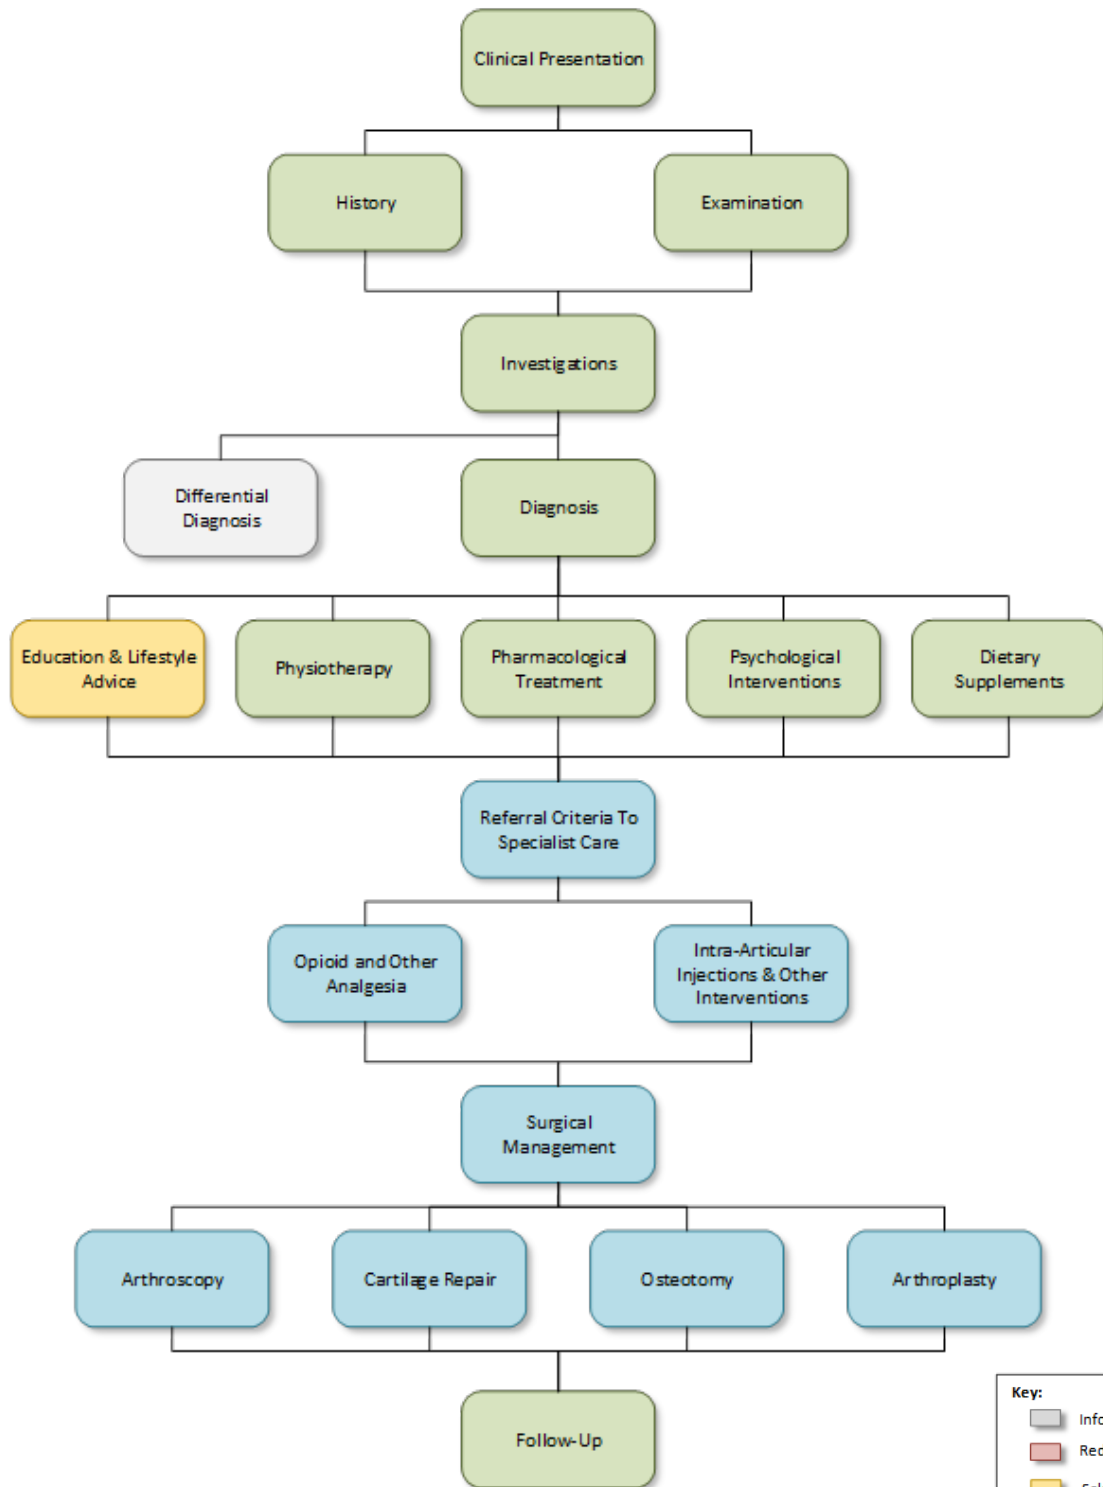 Clinical Presentation
History
Examination
Investigations
Differential
Diagnosis
Diagnosis
Education & Lifestyle
Advice
Physiotherapy
Pharmacological
Treatment
Psychological
Interventions
Dietary
Supplements
Referral Criteria To
Specialist Care
Opioid and Other
Analgesia
Intra-Articular
Injections & Other
Interventions
Surgical
Management
Arthroscopy
Cartilage Repair
Osteotomy
Arthroplasty
Follow-Up
Key:
Info
Red